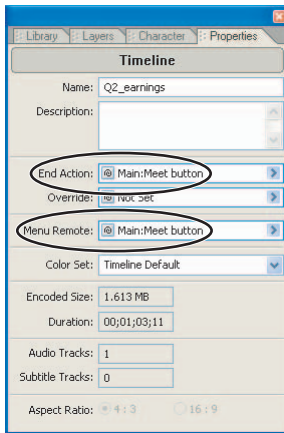 Library Layers Character Properties
Timeline
Name: Q2_earnings
Description:
End Action: Main:Meet button
Override: Not Set
Menu Remote: Main:Meet button
Color Set: Timeline Default
Encoded Size: 1.613 MB
Duration: 00;01;03;11
Audio Tracks: 1
Subtitle Tracks: 0
Aspect Ratio: 4:3 16:9